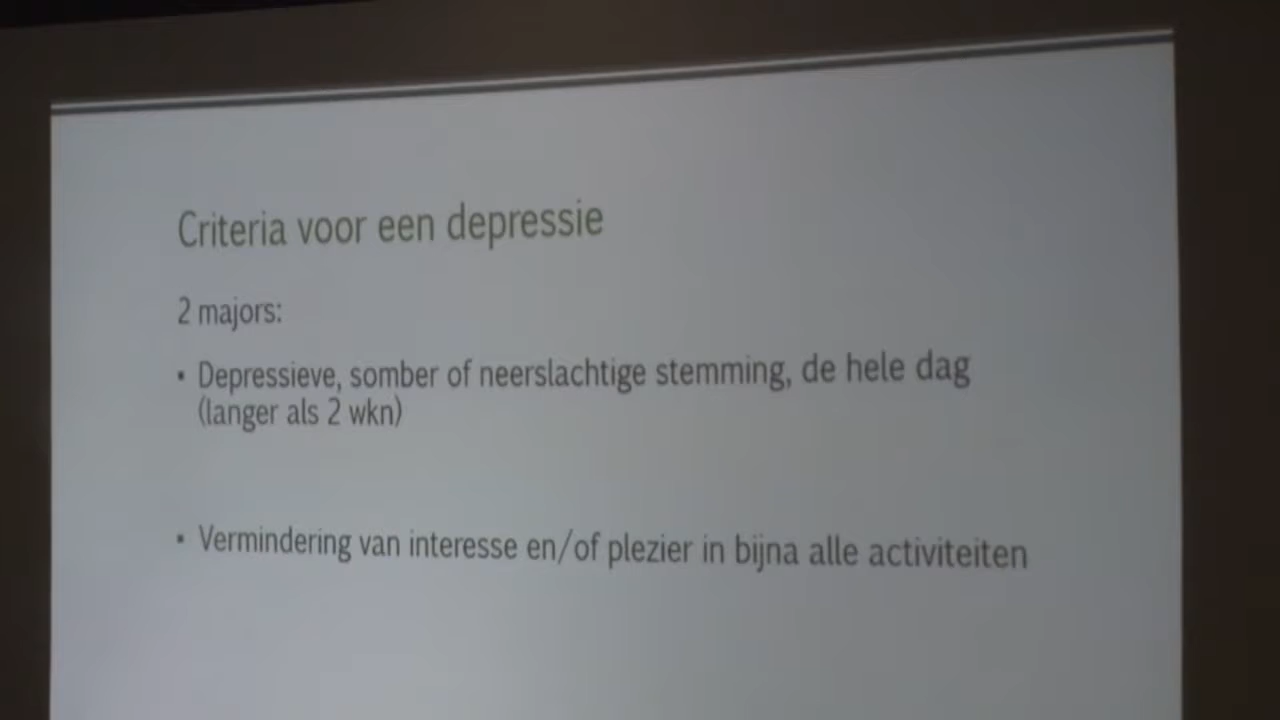 Criteria voor een depressie
2 majors:
▪ Depressieve, somber of neerslachtige stemming, de hele dag
(langer als 2 wkn)
▪ Vermindering van interesse en/of plezier in bijna alle activiteiten